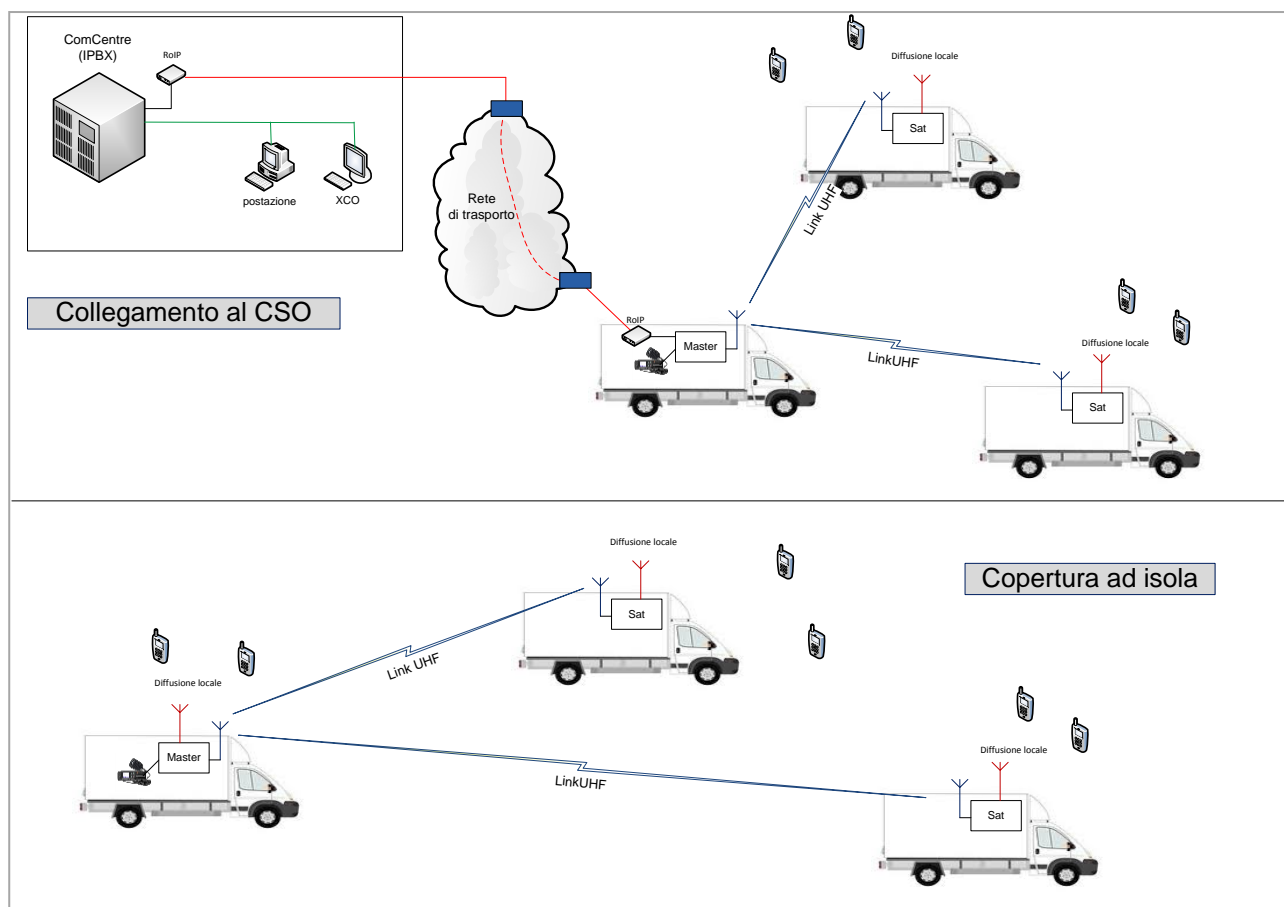 ComCentre
(IPBX)
RoIP
postazione
XCO
Rete
di trasporto
Collegamento al CSO
Diffusione locale
Sat
Link UHF
RoIP
Master
LinkUHF
Diffusione locale
Sat
Copertura ad isola
Diffusione locale
Sat
Link UHF
Diffusione locale
Master
LinkUHF
Diffusione locale
Sat